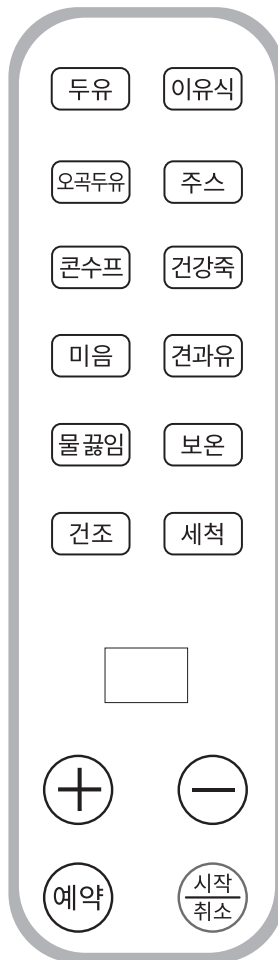 두유 이유식
오곡두유 주스
콘수프 건강죽
미음 견과유
물 끓임 보온
건조 세척
+ −
예약 시작
취소